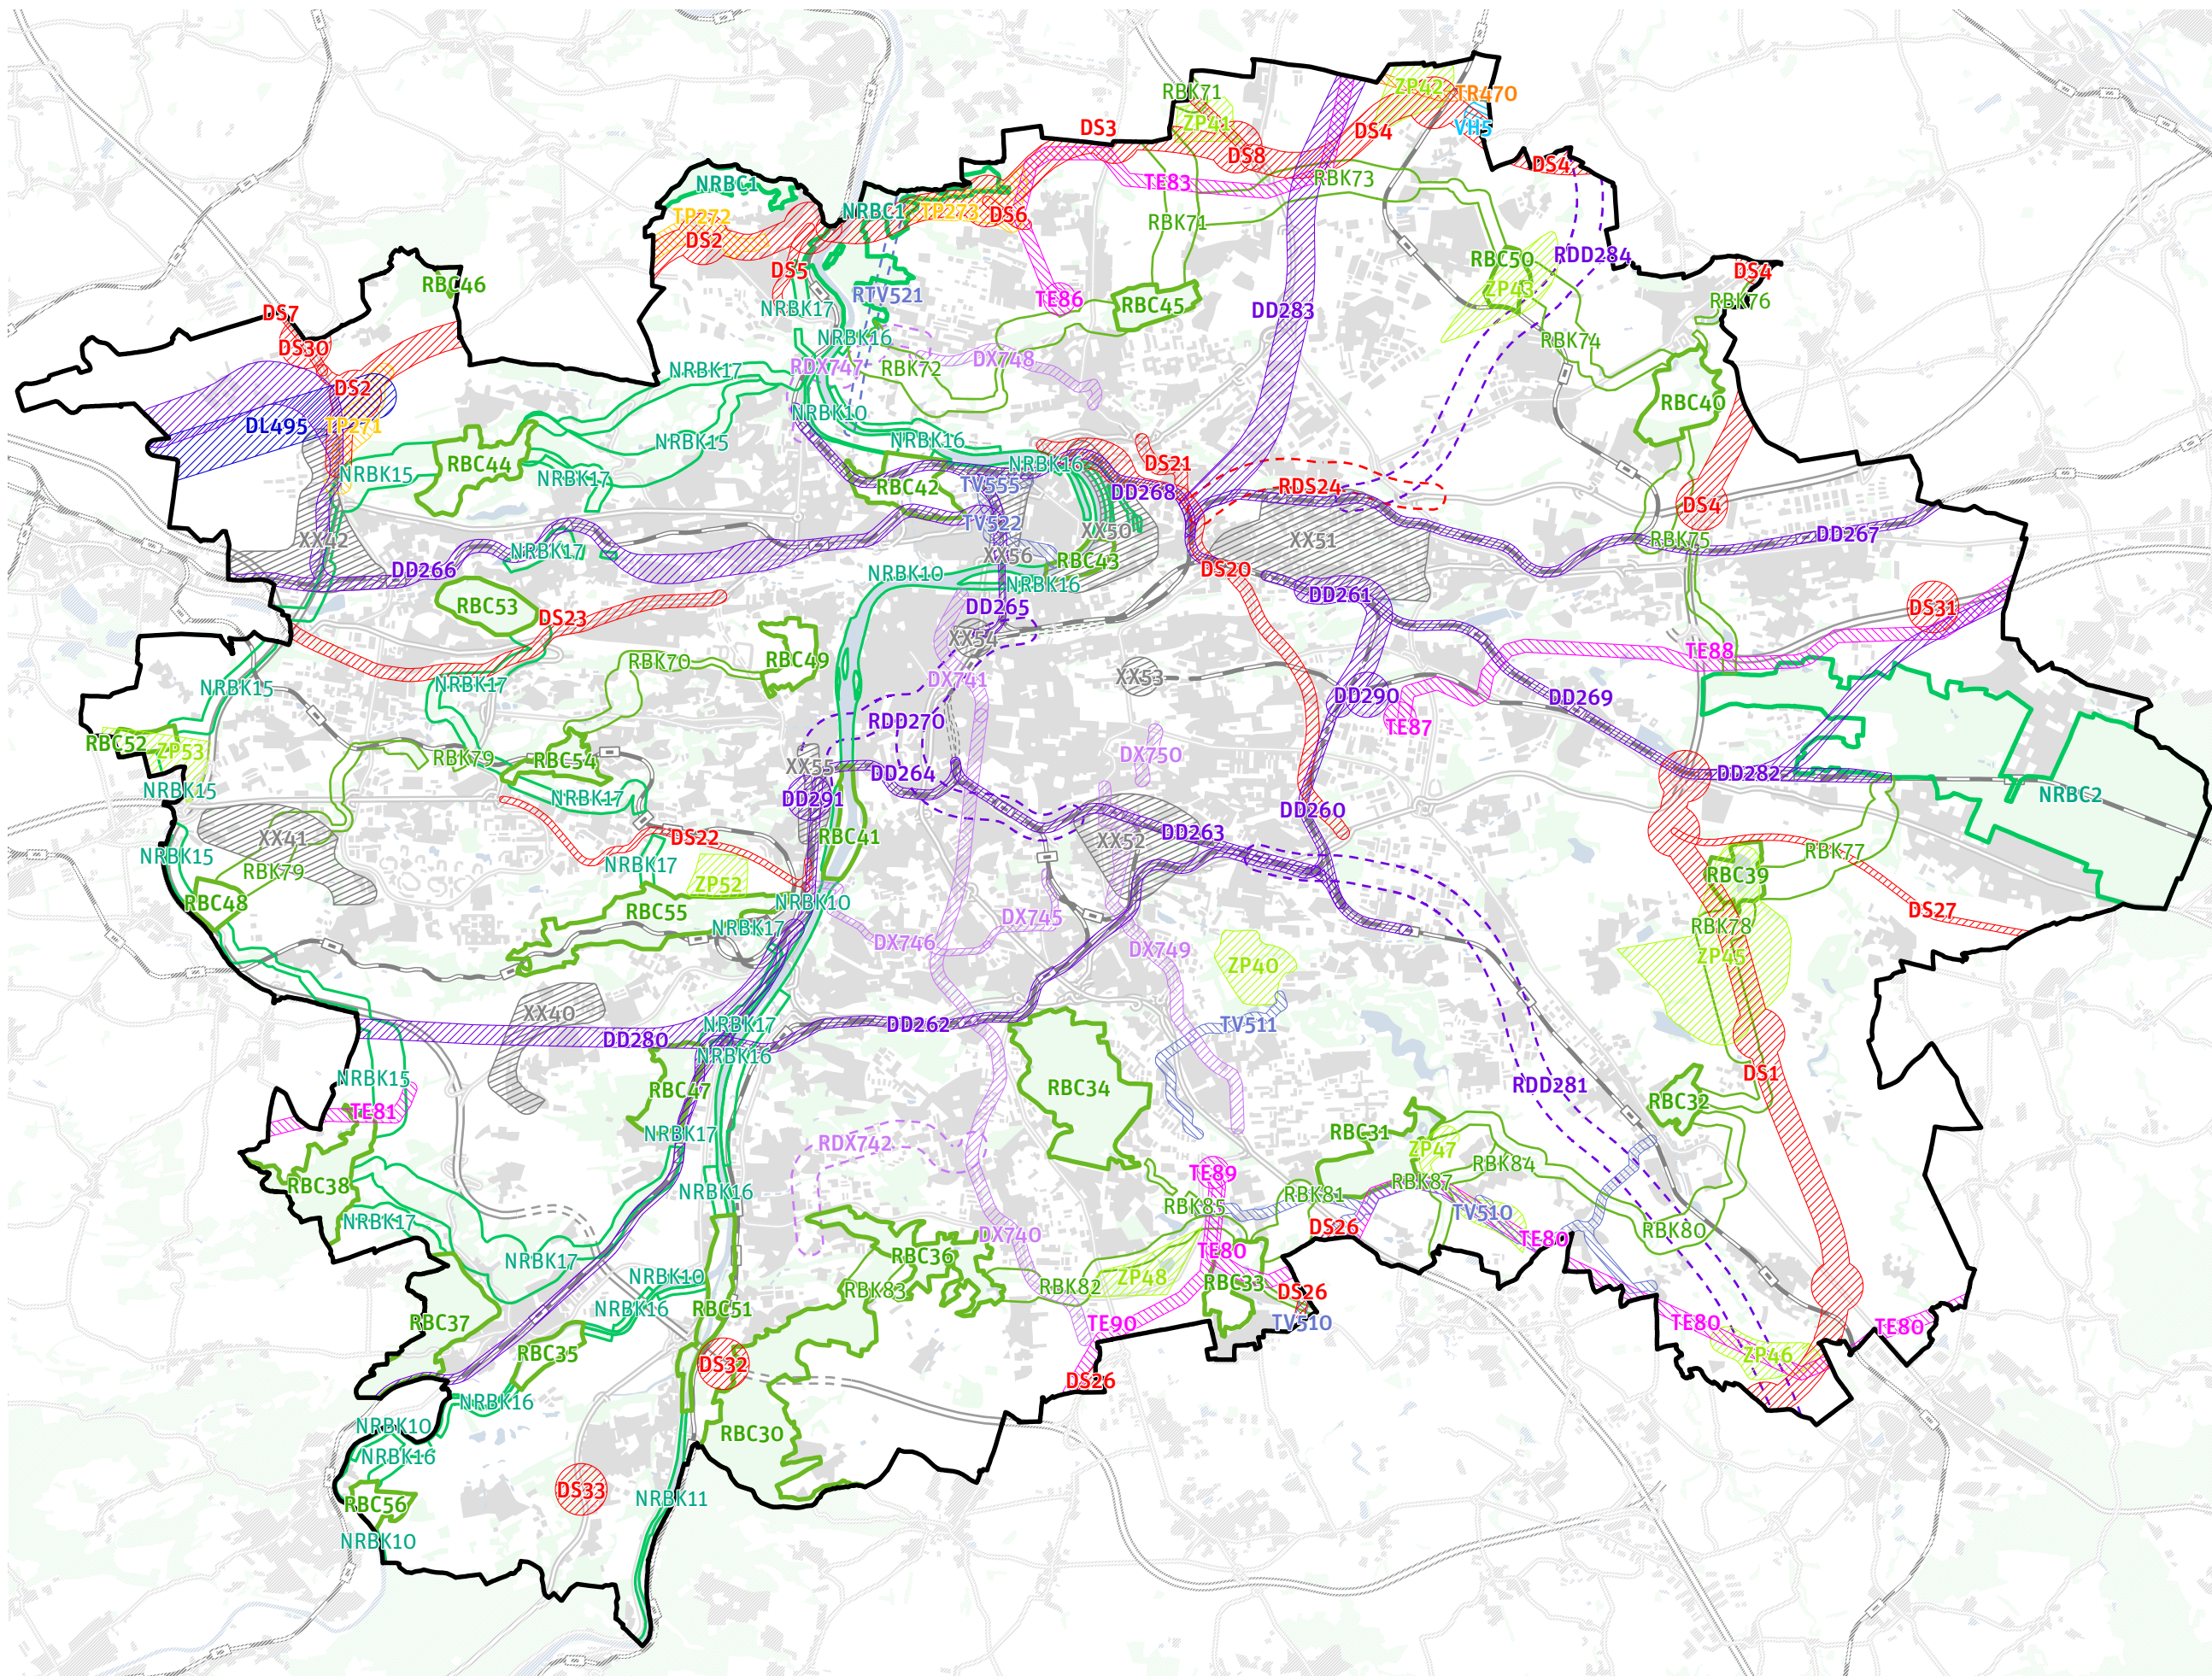 RBK71
ZP42
TR470
ZP41
VH5
DS3
DS4
DS8
DS4
NRBC1
TE83
RBK73
NRBC1
TP273
DS6
TP272
RBK71
DS2
RDD284
RBC50
DS5
DS4
RBC46
ZP43
RTV521
TE86
RBC45
RBK76
NRBK17
DD283
DS7
NRBK16
RBK74
DS30
DX748
RDX747
RBK72
NRBK17
DS2
RBC40
NRBK10
DL495
TP271
NRBK15
NRBK16
RBC44
NRBK16
DS21
NRBK15
NRBK17
RBC42
TV555
DD268
RDS24
DS4
TV522
XX50
DD267
XX42
NRBK17
XX56
XX51
RBK75
RBC43
DD266
NRBK10
NRBK16
DS20
DD261
RBC53
DS23
DD265
DS31
XX54
TE88
RBC49
RBK70
XX53
DX741
NRBK15
NRBK17
DD290
DD269
RDD270
TE87
RBC52
ZP53
RBK79
RBC54
XX55
DD264
DX750
DD282
NRBK15
NRBK17
DD291
NRBC2
DD260
XX41
DS22
RBC41
XX52
DD263
NRBK15
NRBK17
RBK77
RBK79
RBC39
ZP52
RBC48
RBC55
NRBK10
DX745
DS27
NRBK17
DX746
DX749
RBK78
ZP45
ZP40
XX40
NRBK17
DD262
TV511
DD280
NRBK16
NRBK15
RBC47
RBC34
DS1
RDD281
RBC32
TE81
NRBK17
RDX742
RBC31
ZP47
RBK84
TE89
RBC38
NRBK16
RBK87
RBK81
RBK85
NRBK17
TV510
DS26
RBK80
DX740
TE80
TE80
RBC36
NRBK17
NRBK10
ZP48
RBC33
RBK82
RBK83
DS26
NRBK16
RBC51
RBC37
TE90
TV510
TE80
TE80
RBC35
ZP46
DS32
DS26
NRBK16
NRBK10
RBC30
NRBK16
DS33
NRBK11
RBC56
NRBK10